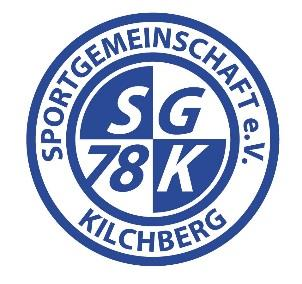 SPORTGEMEINSCHAFT e.V.
SG
78K
KILCHBERG